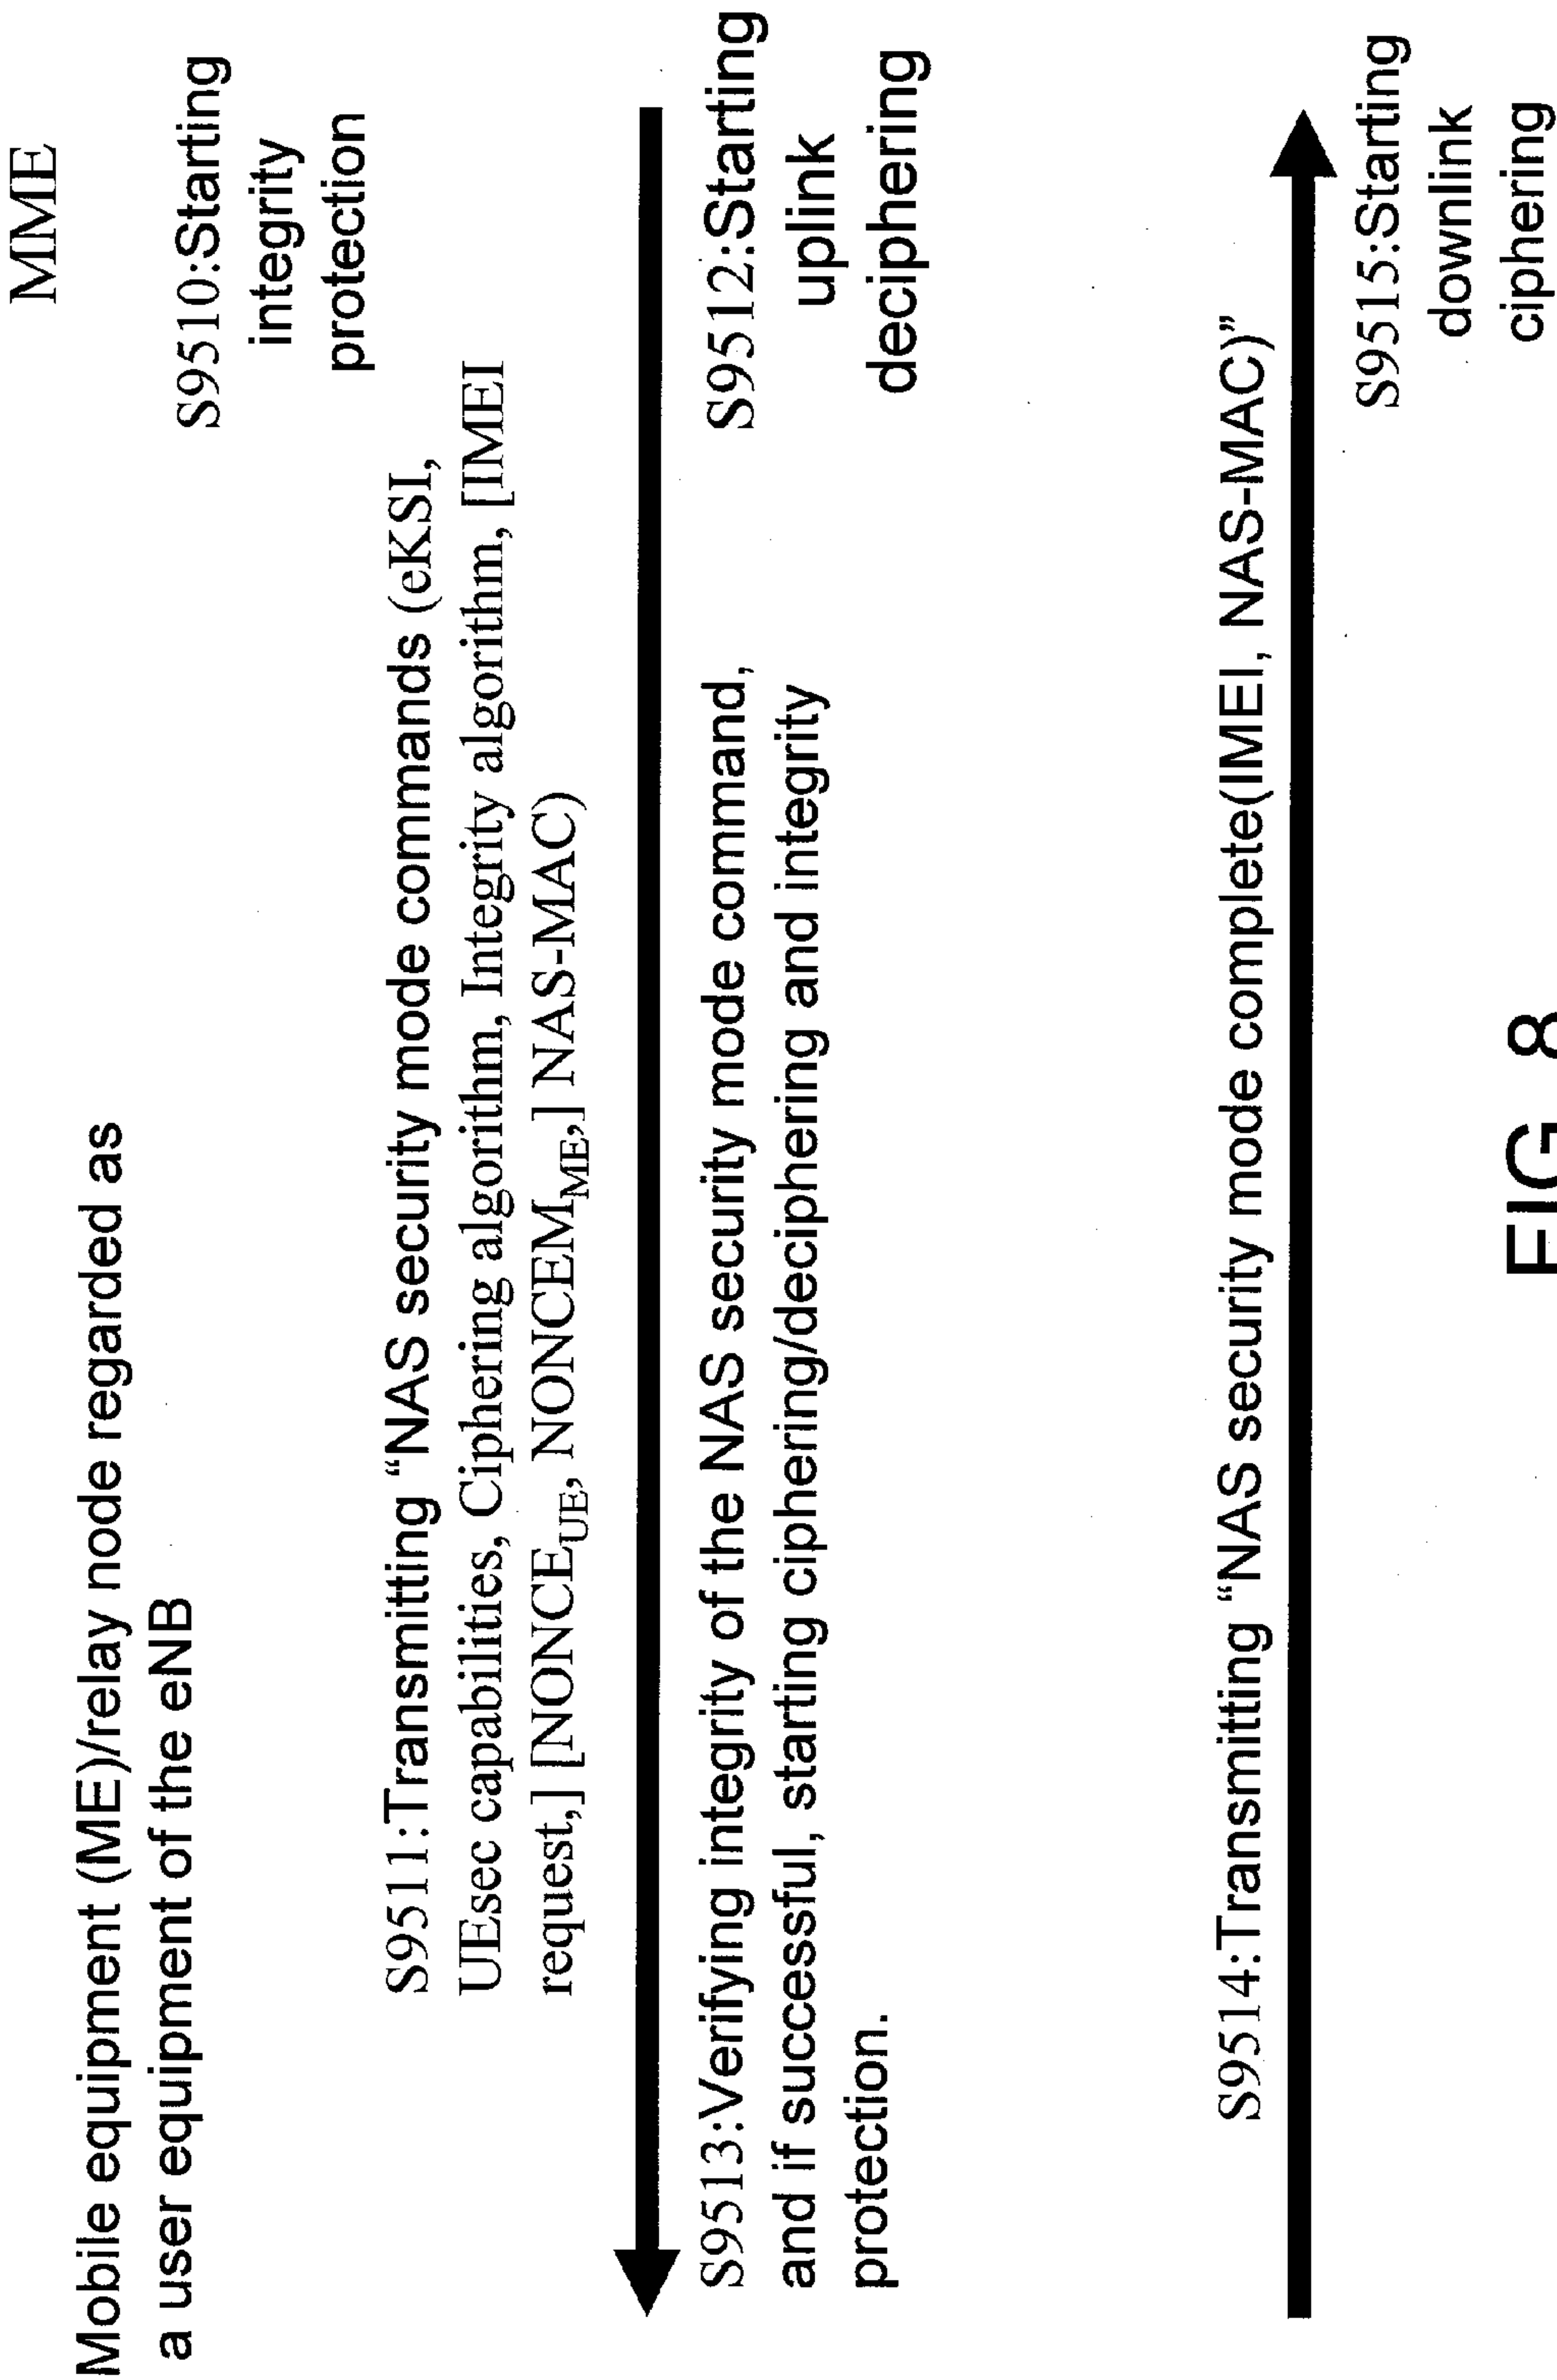 Mobile equipment (ME)/relay node regarded as
a user equipment of the eNB
MME
S9510:Starting
integrity
protection
S9511:Transmitting “NAS security mode commands (eKSI,
UEsec capabilities, Ciphering algorithm, Integrity algorithm, [IMEI
request,] [NONCEUE, NONCEMME,] NAS-MAC)
S9512:Starting
uplink
deciphering
S9513:Verifying integrity of the NAS security mode command,
and if successful, starting ciphering/deciphering and integrity
protection.
S9514:Transmitting “NAS security mode complete(IMEI, NAS-MAC)”
S9515:Starting
downlink
ciphering
FIG. 8